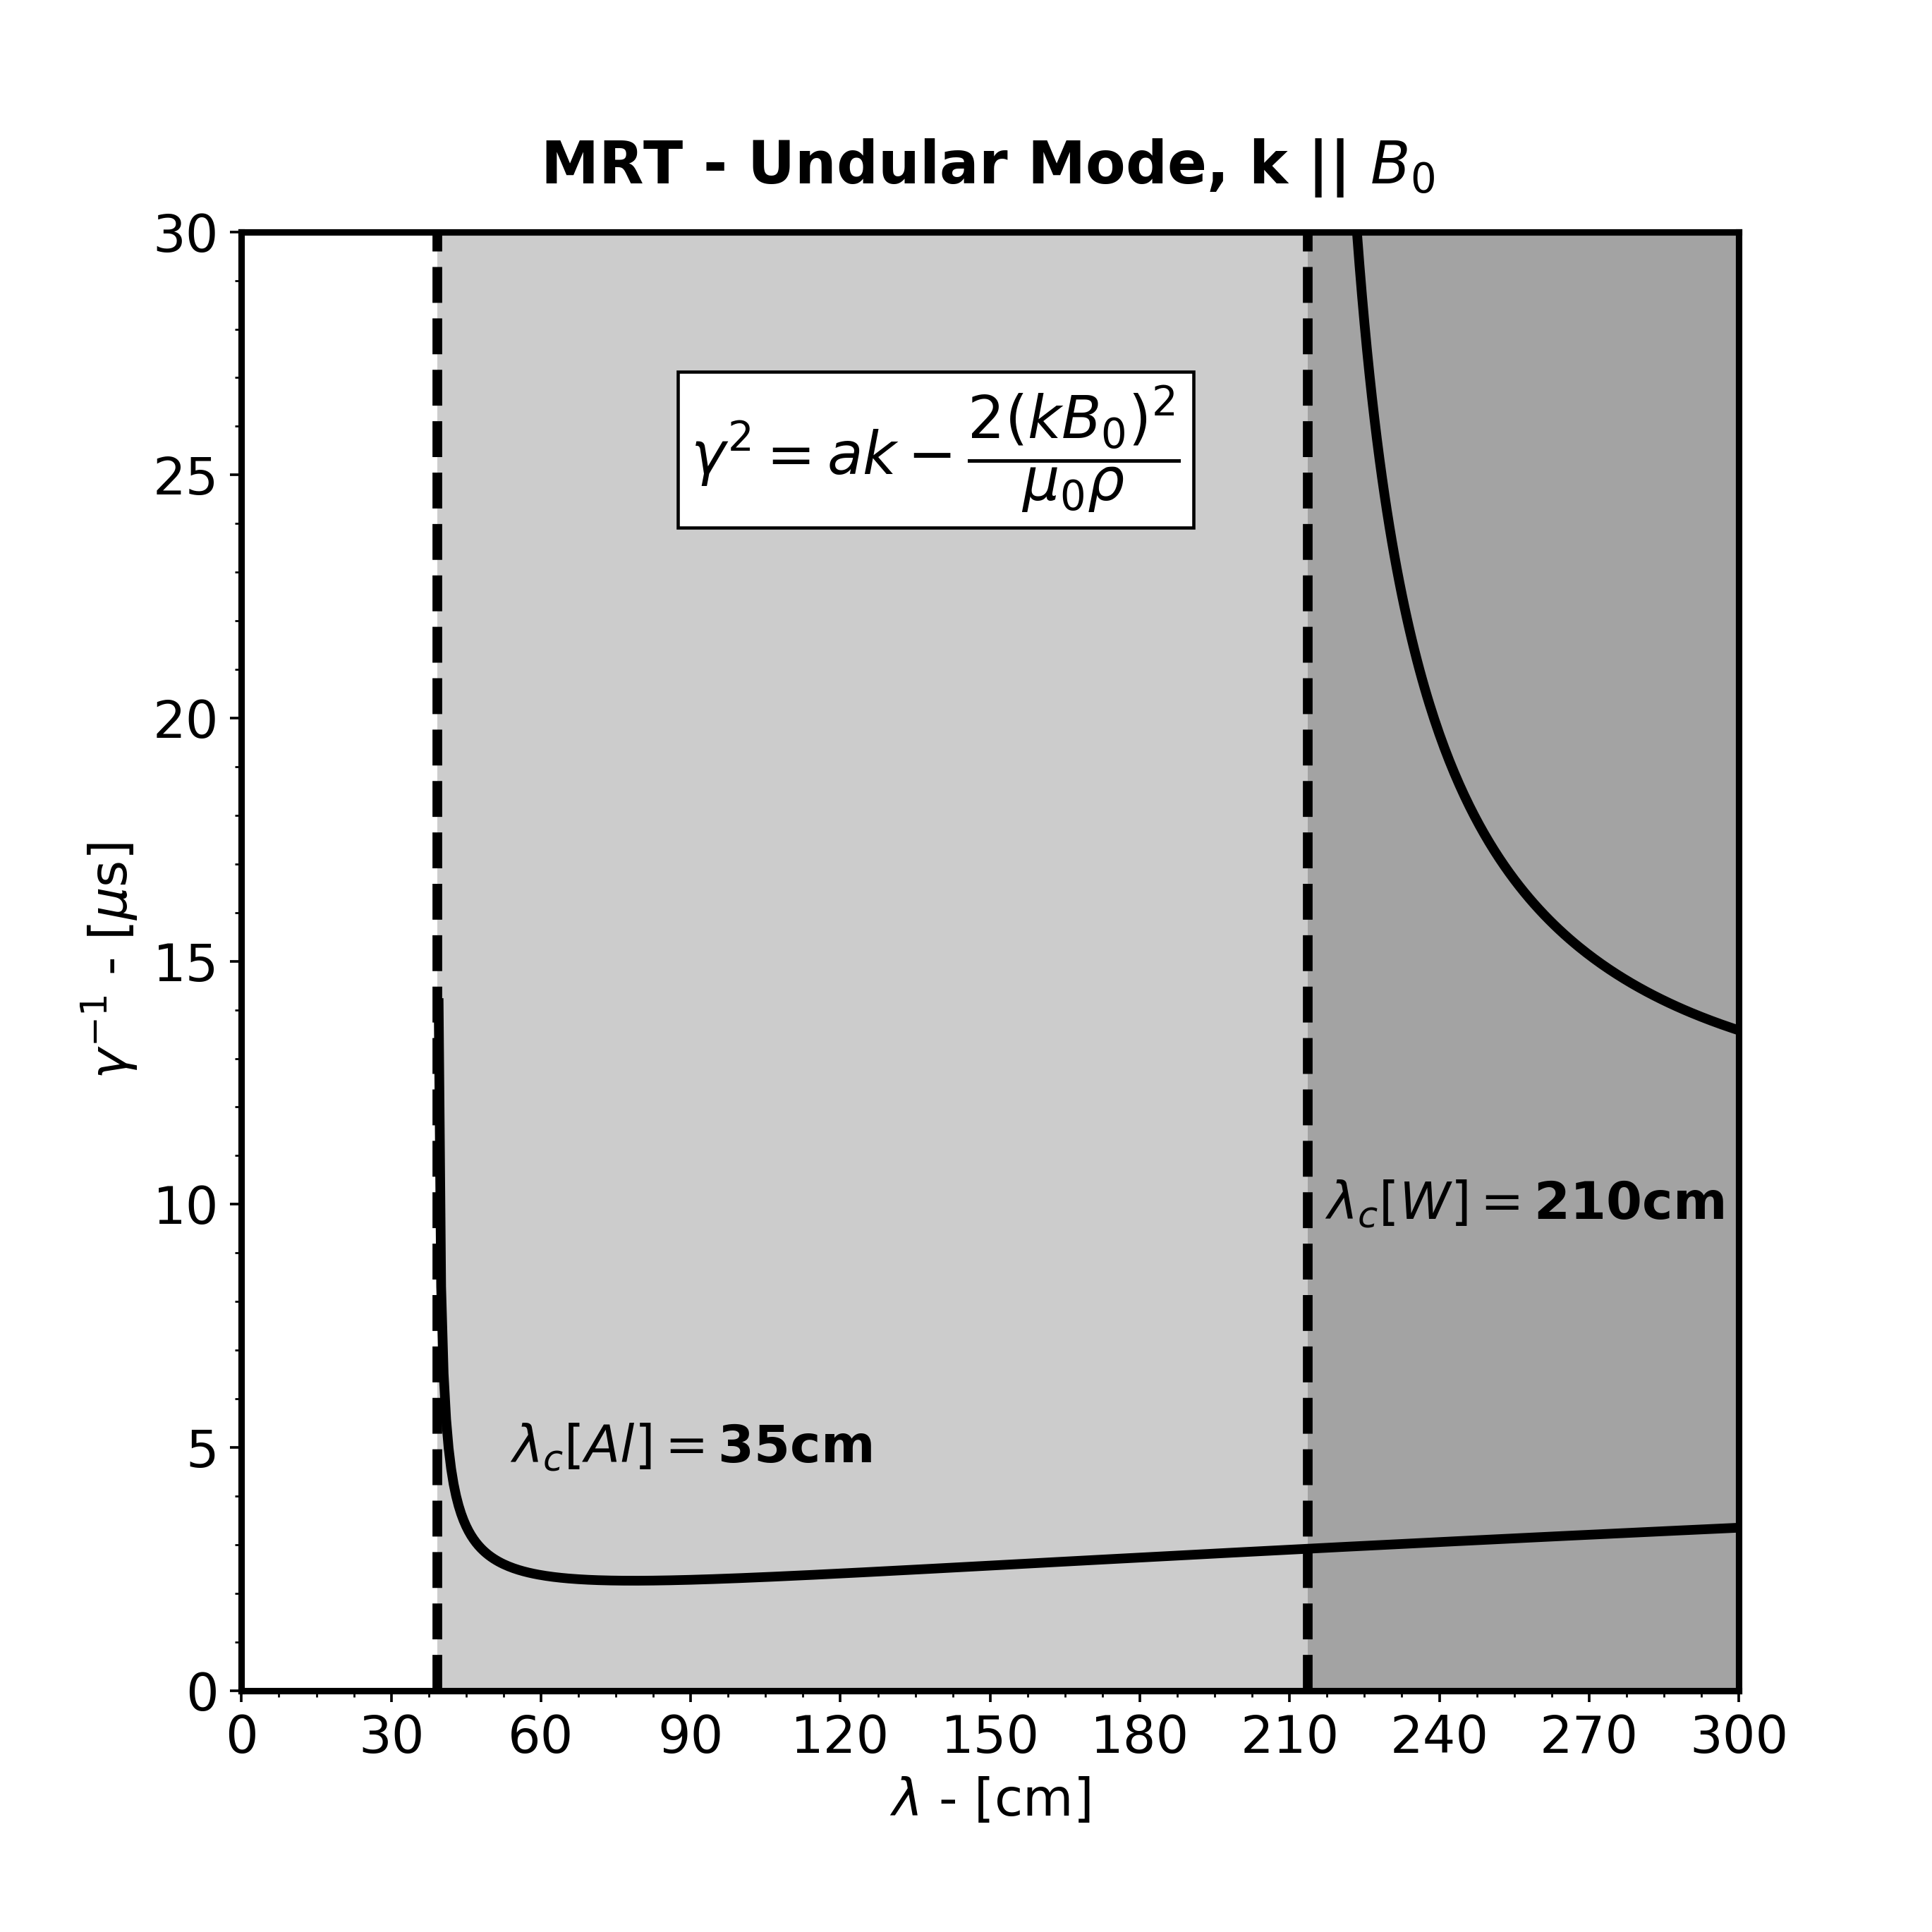 MRT - Undular Mode, k || B₀
30
25
20
15
10
5
0
γ⁻¹ - [μs]
γ² = ak − 2(kB₀)² / μ₀ρ
λ_c[W] = 210cm
λ_c[Al] = 35cm
0 30 60 90 120 150 180 210 240 270 300
λ - [cm]